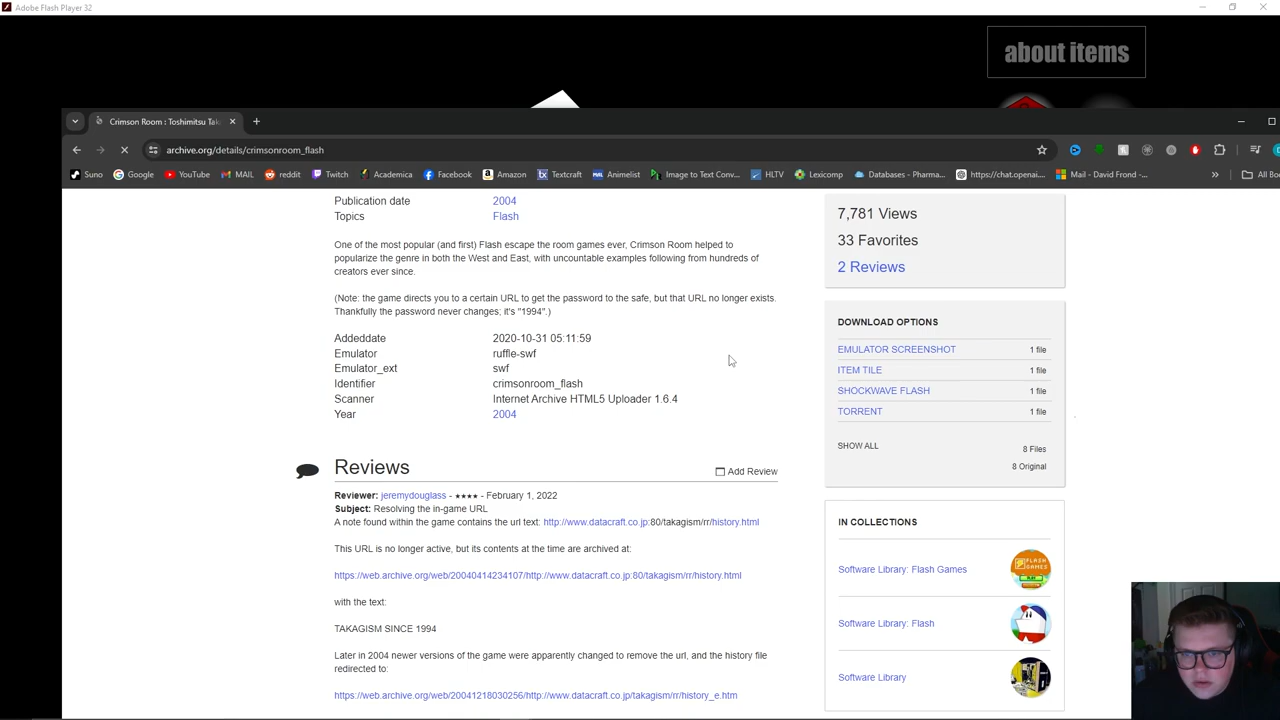 Adobe Flash Player 32
about items
Crimson Room : Toshimitsu Tak
archive.org/details/crimsonroom_flash
Suno Google YouTube MAIL reddit Twitch Academica Facebook Amazon Textcraft Animelist Image to Text Conv... HLTV Lexicomp Databases - Pharma... https://chat.openai.... Mail - David Frond -... » All Bo
Publication date 2004
Topics Flash
One of the most popular (and first) Flash escape the room games ever, Crimson Room helped to
popularize the genre in both the West and East, with uncountable examples following from hundreds of
creators ever since.
(Note: the game directs you to a certain URL to get the password to the safe, but that URL no longer exists.
Thankfully the password never changes; it's "1994".)
Addeddate 2020-10-31 05:11:59
Emulator ruffle-swf
Emulator_ext swf
Identifier crimsonroom_flash
Scanner Internet Archive HTML5 Uploader 1.6.4
Year 2004
Reviews
Add Review
Reviewer: jeremydouglass - ★★★★ - February 1, 2022
Subject: Resolving the in-game URL
A note found within the game contains the url text: http://www.datacraft.co.jp:80/takagism/rr/history.html
This URL is no longer active, but its contents at the time are archived at:
https://web.archive.org/web/20040414234107/http://www.datacraft.co.jp:80/takagism/rr/history.html
with the text:
TAKAGISM SINCE 1994
Later in 2004 newer versions of the game were apparently changed to remove the url, and the history file
redirected to:
https://web.archive.org/web/20041218030256/http://www.datacraft.co.jp/takagism/rr/history_e.htm
7,781 Views
33 Favorites
2 Reviews
DOWNLOAD OPTIONS
EMULATOR SCREENSHOT 1 file
ITEM TILE 1 file
SHOCKWAVE FLASH 1 file
TORRENT 1 file
SHOW ALL 8 Files
8 Original
IN COLLECTIONS
Software Library: Flash Games
Software Library: Flash
Software Library